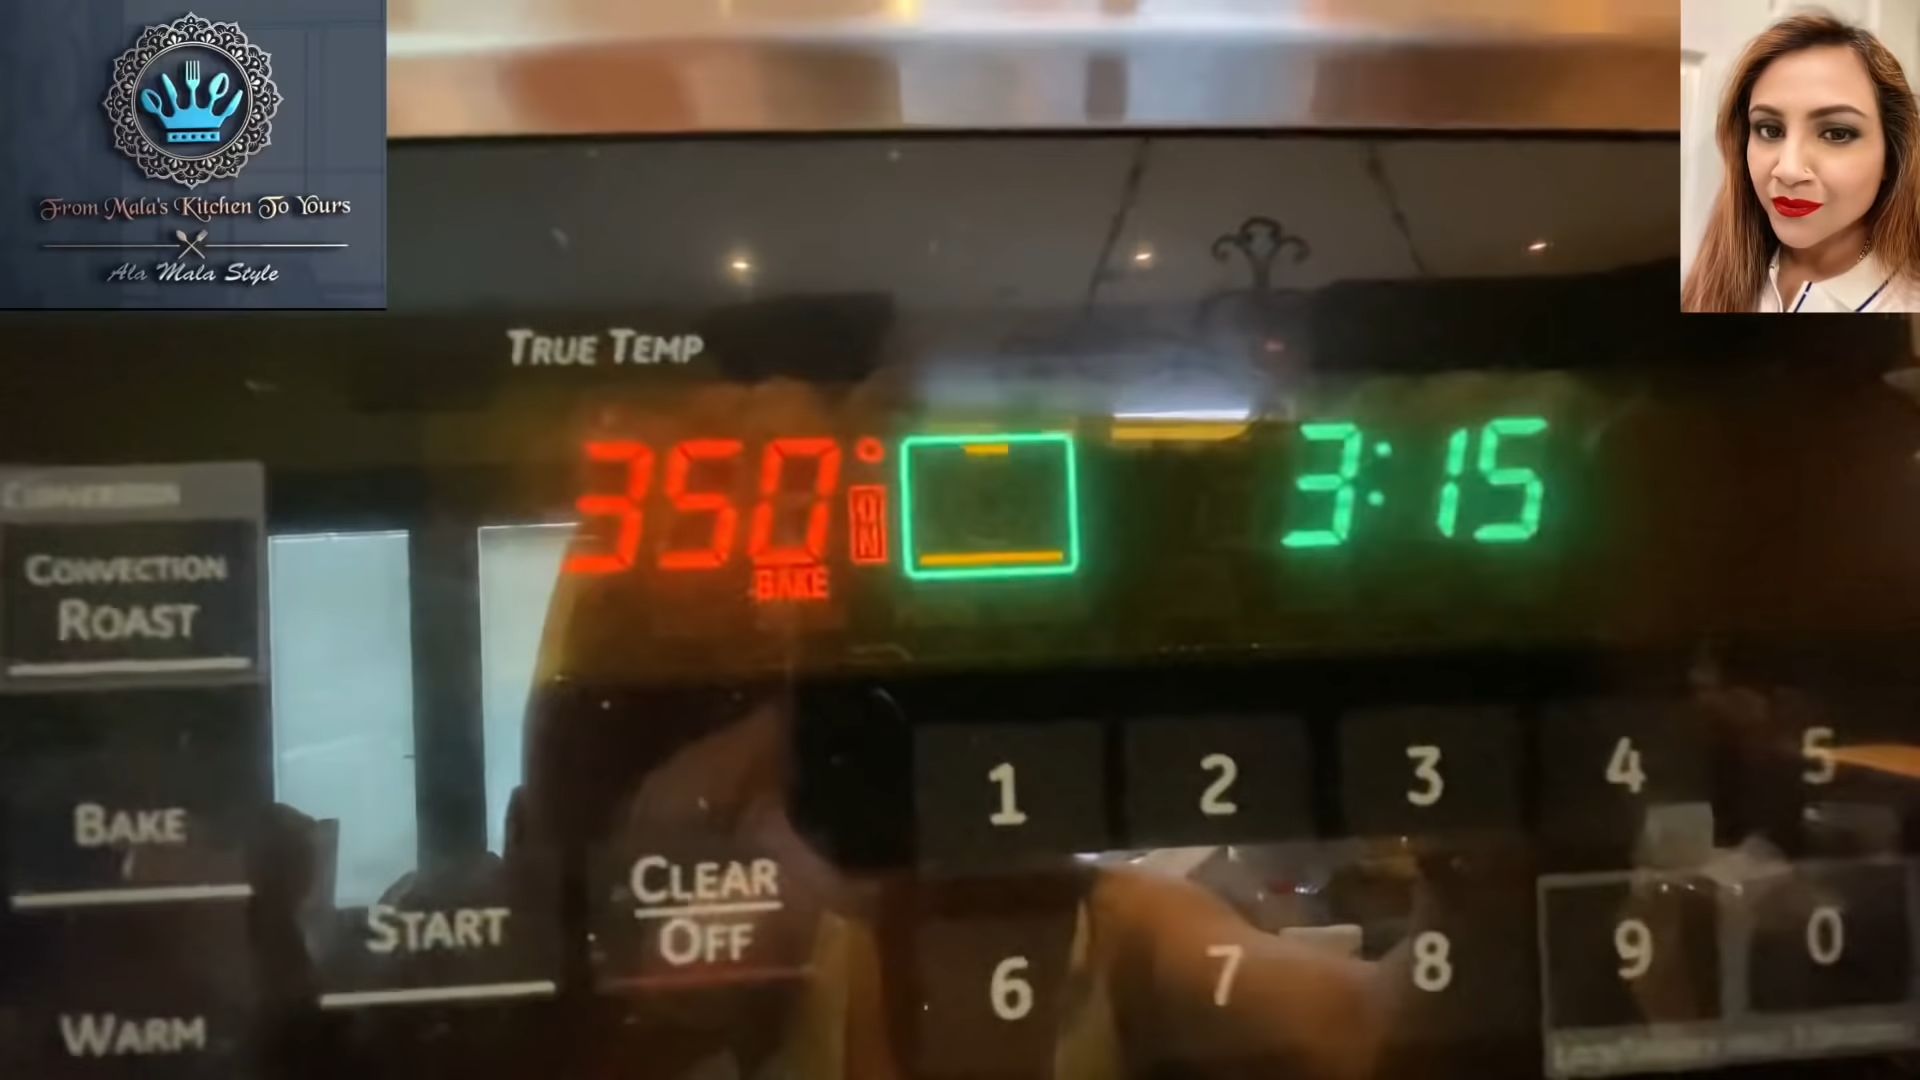 From Mala's Kitchen To Yours
Ala Mala Style
TRUE TEMP
350°
ON
BAKE
3:15
CONVERSION
CONVECTION
ROAST
BAKE
WARM
START
CLEAR
OFF
1 2 3 4 5
6 7 8 9 0